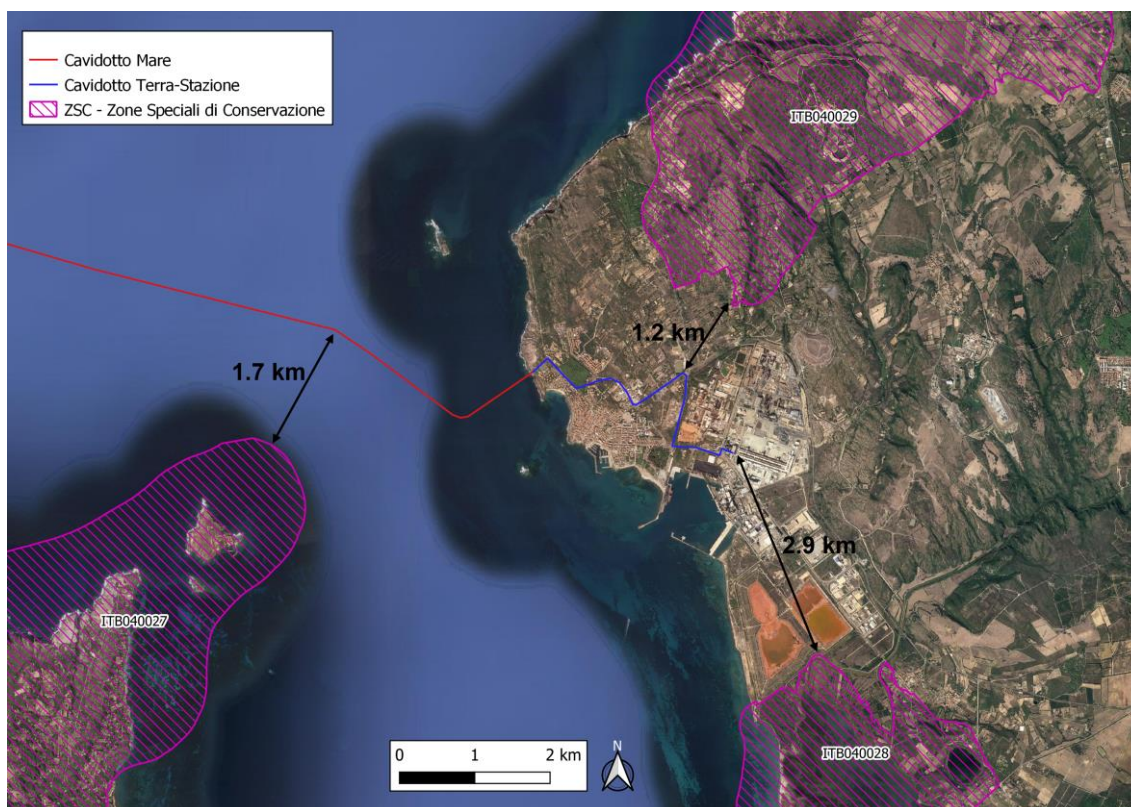 Cavidotto Mare
Cavidotto Terra-Stazione
ZSC - Zone Speciali di Conservazione
ITB040029
1.2 km
1.7 km
2.9 km
ITB040027
ITB040028
0 1 2 km
N